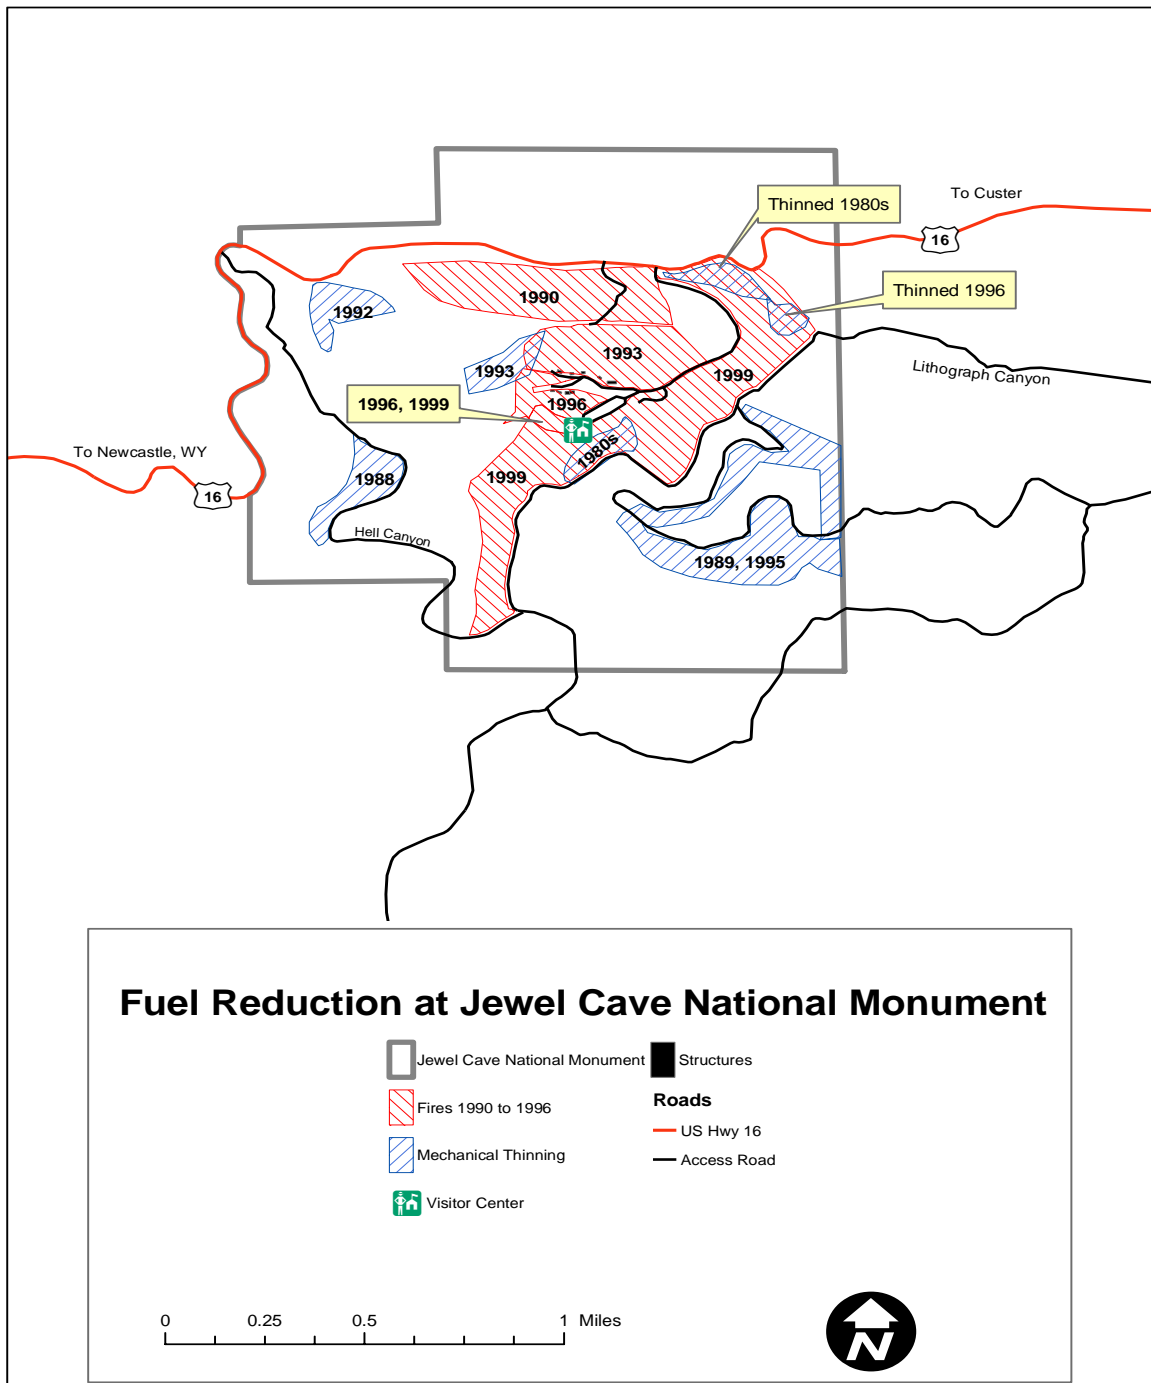 Thinned 1980s
To Custer
16
Thinned 1996
1990
1992
1993
1993
1999
Lithograph Canyon
1996, 1999
1996
1980s
To Newcastle, WY
1999
1988
16
Hell Canyon
1989, 1995
Fuel Reduction at Jewel Cave National Monument
Jewel Cave National Monument
Structures
Fires 1990 to 1996
Roads
US Hwy 16
Mechanical Thinning
Access Road
Visitor Center
0 0.25 0.5 1 Miles
N